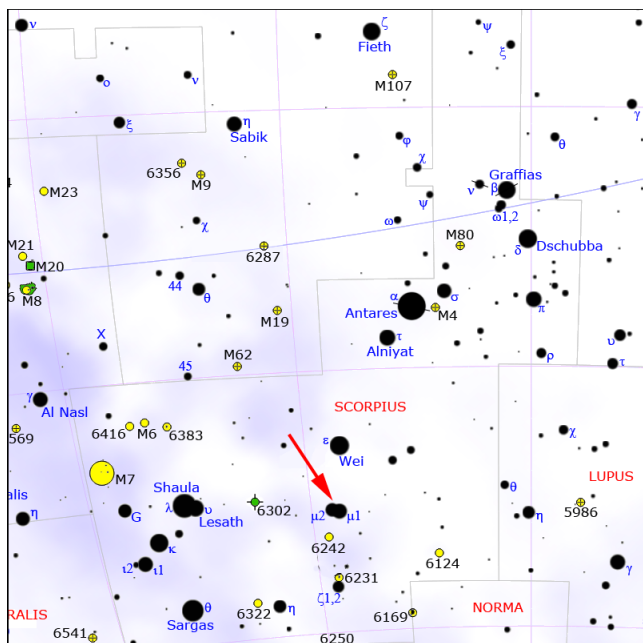 ν
ζ
Fieth
ψ
ξ
ο
ν
M107
γ
ξ
η
Sabik
φ
θ
6356
M9
χ
Graffias
ν
β
M23
ψ
ω1,2
χ
ω
M21
6287
M80
δ
Dschubba
M20
M8
44
θ
α
σ
Antares
M4
π
M19
τ
Alniyat
υ
X
M62
ρ
τ
45
γ
Al Nasl
SCORPIUS
569
6416
M6
6383
ε
Wei
χ
LUPUS
M7
Shaula
λ
υ
Lesath
6302
θ
5986
alis
η
G
μ2
μ1
η
6242
κ
6124
ι2
ι1
6231
γ
ζ1,2
θ
Sargas
6322
η
6169
NORMA
RALIS
6541
6250